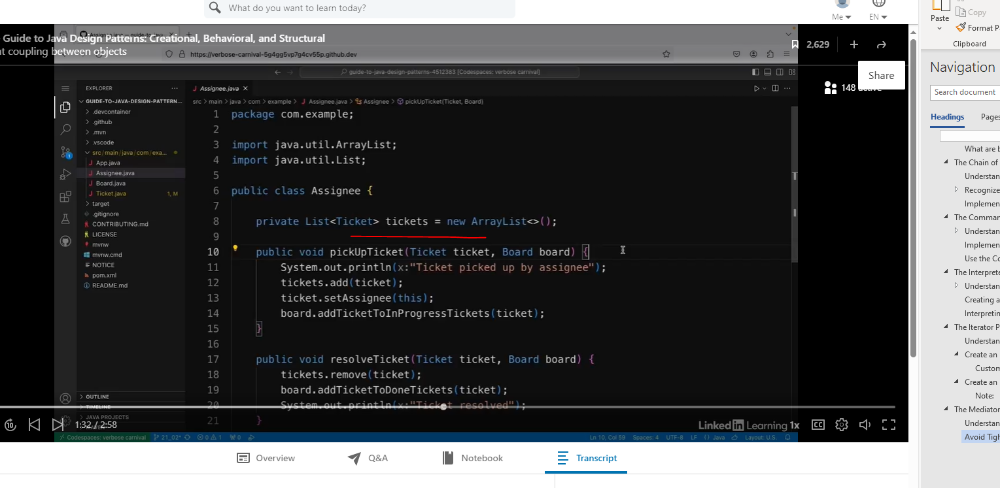 What do you want to learn today?
Me
EN
Guide to Java Design Patterns: Creational, Behavioral, and Structural
nt coupling between objects
2,629
Share
148 active
https://verbose-carnival-5g4gg5vp7g4cv55p.github.dev
guide-to-java-design-patterns-4512383 [Codespaces: verbose carnival]
EXPLORER
GUIDE-TO-JAVA-DESIGN-PATTERN...
.devcontainer
.github
.mvn
.vscode
src/main/java/com/exa...
App.java
Assignee.java
Board.java
Ticket.java 1, M
target
.gitignore
CONTRIBUTING.md
LICENSE
mvnw
mvnw.cmd
NOTICE
pom.xml
README.md
OUTLINE
TIMELINE
JAVA PROJECTS
MAVEN
Assignee.java
src > main > java > com > example > Assignee.java > Assignee > pickUpTicket(Ticket, Board)
1 package com.example;
2
3 import java.util.ArrayList;
4 import java.util.List;
5
6 public class Assignee {
7
8 private List<Ticket> tickets = new ArrayList<>();
9
10 public void pickUpTicket(Ticket ticket, Board board) {
11 System.out.println(x:"Ticket picked up by assignee");
12 tickets.add(ticket);
13 ticket.setAssignee(this);
14 board.addTicketToInProgressTickets(ticket);
15 }
16
17 public void resolveTicket(Ticket ticket, Board board) {
18 tickets.remove(ticket);
19 board.addTicketToDoneTickets(ticket);
20 System.out.println(x:"Ticket resolved");
21 }
10
1:32 / 2:58
LinkedIn Learning
1x
CC
Codespaces: verbose carnival
21_02*
0 1
0
Ln 10, Col 59 Spaces: 4 UTF-8 LF {} Java Layout: U.S.
Overview
Q&A
Notebook
Transcript
Paste
Copy
Format P
Clipboard
Navigation
Search document
Headings
Pages
What are b
The Chain of
Understan
Recognize
Implemen
The Comman
Understan
Implemen
Use the Co
The Interprete
Understan
Creating a
Interpretin
The Iterator P
Understan
Create an
Custom
Create an
Note:
The Mediator
Understan
Avoid Tigh